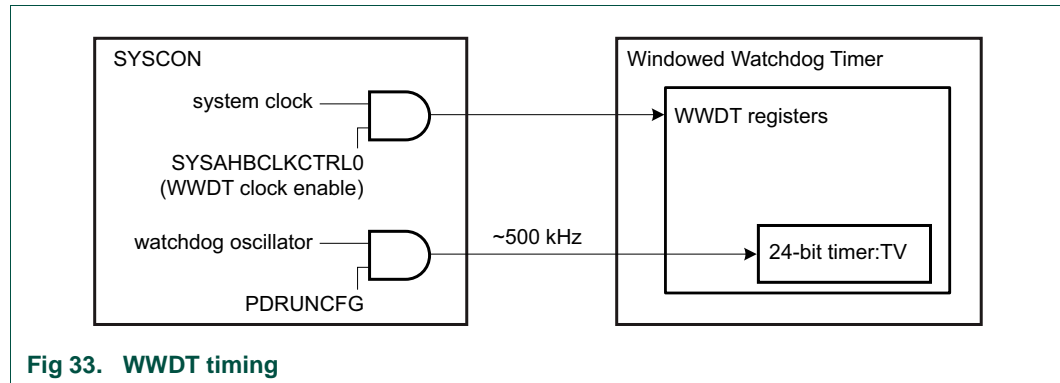 SYSCON
system clock
SYSAHBCLKCTRL0
(WWDT clock enable)
watchdog oscillator
PDRUNCFG
~500 kHz
Windowed Watchdog Timer
WWDT registers
24-bit timer:TV
Fig 33. WWDT timing